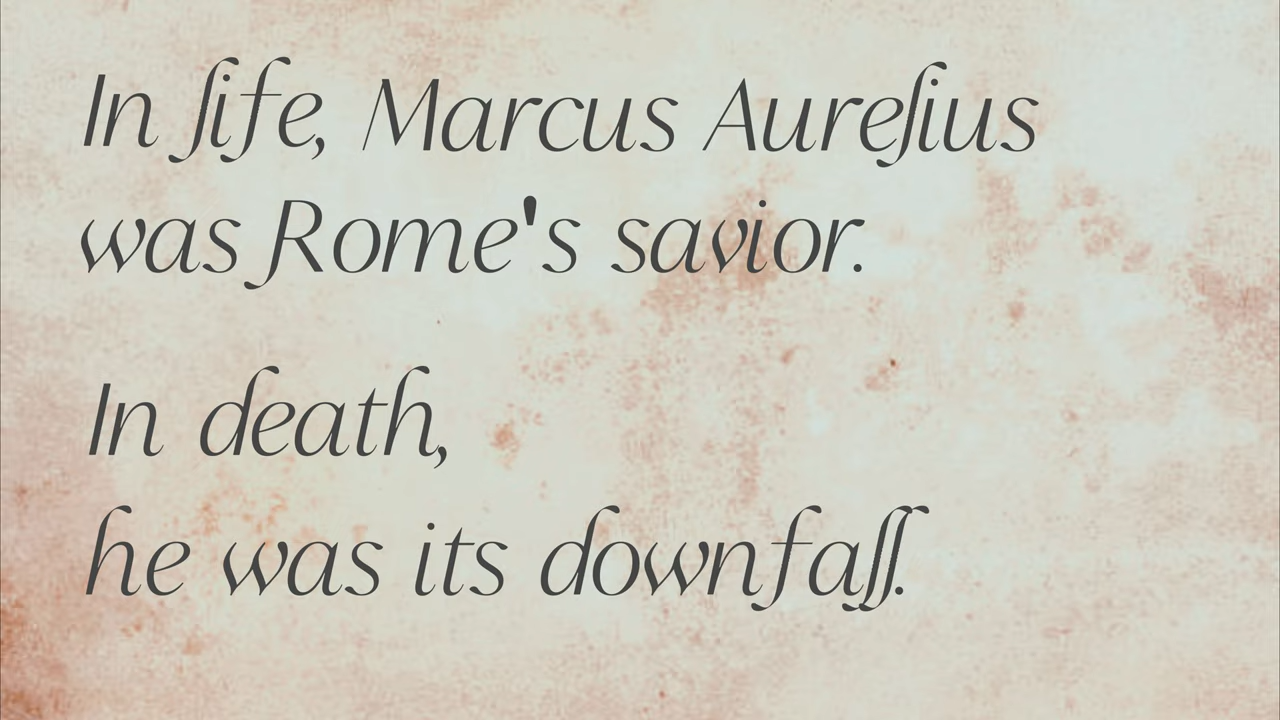 In life, Marcus Aurelius
was Rome's savior.
In death,
he was its downfall.